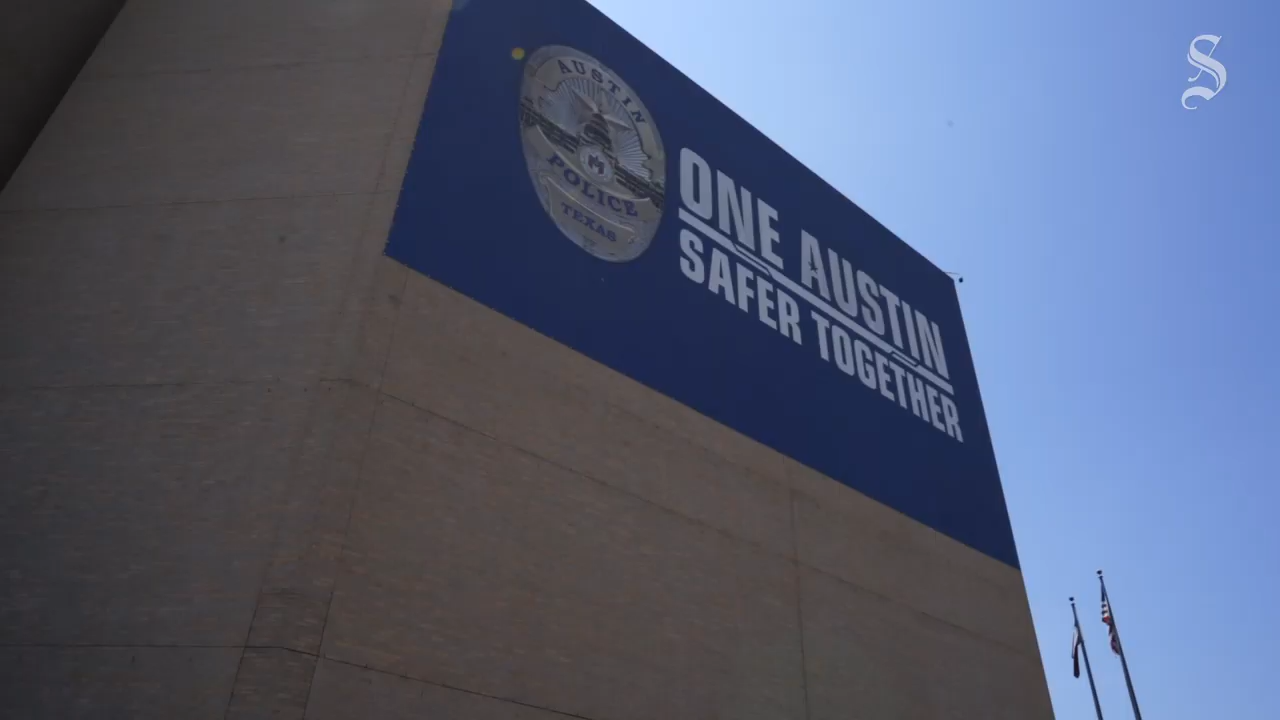 S
AUSTIN
POLICE
TEXAS
ONE AUSTIN
SAFER TOGETHER